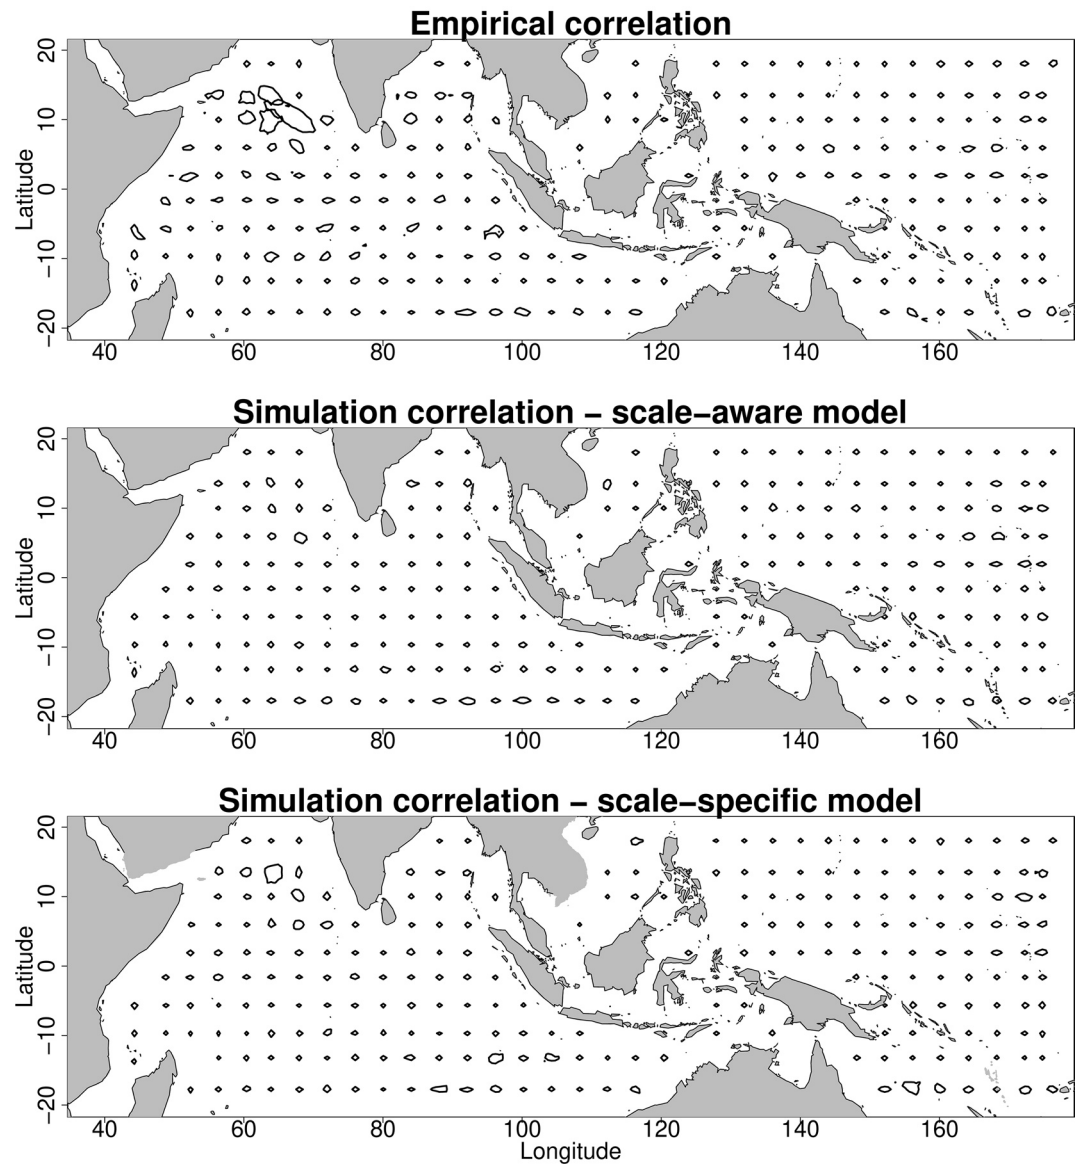 Empirical correlation
20
10
0
−10
−20
Latitude
40 60 80 100 120 140 160
Simulation correlation − scale−aware model
20
10
0
−10
−20
Latitude
40 60 80 100 120 140 160
Simulation correlation − scale−specific model
20
10
0
−10
−20
Latitude
40 60 80 100 120 140 160
Longitude